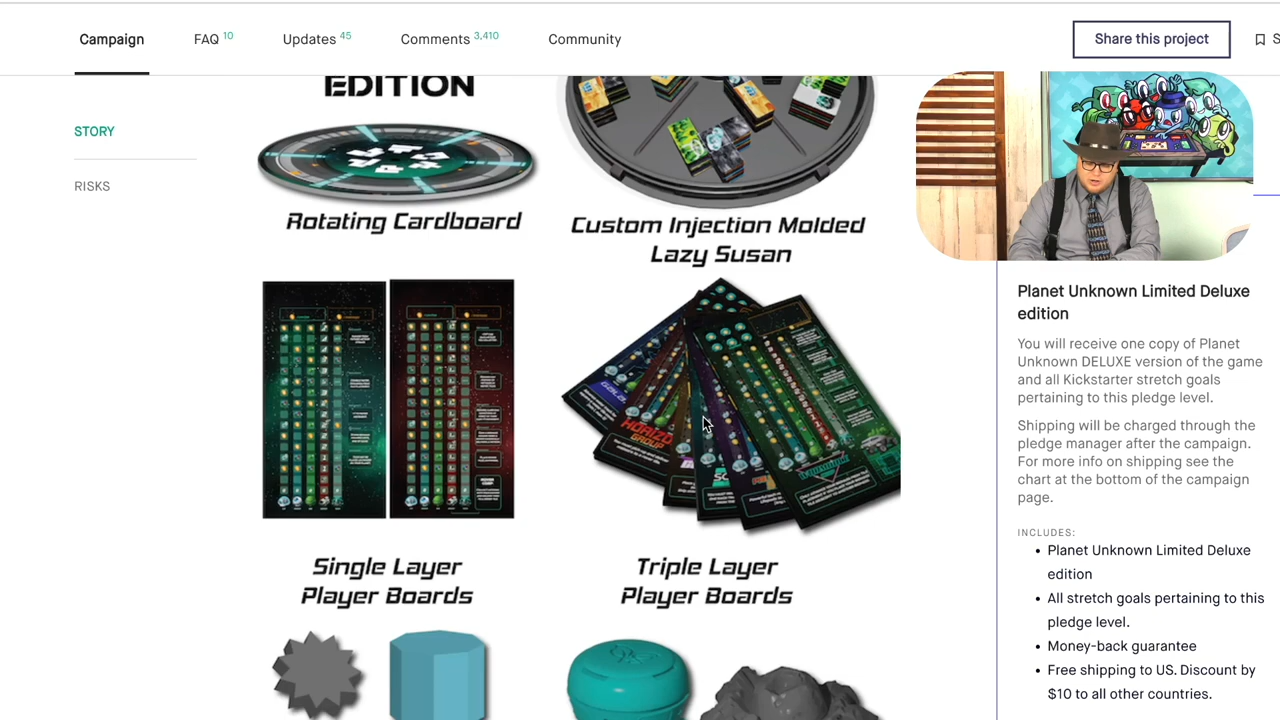 Campaign
FAQ 10
Updates 45
Comments 3,410
Community
Share this project
S
EDITION
STORY
RISKS
Rotating Cardboard
Custom Injection Molded
Lazy Susan
Single Layer
Player Boards
Triple Layer
Player Boards
Planet Unknown Limited Deluxe
edition
You will receive one copy of Planet
Unknown DELUXE version of the game
and all Kickstarter stretch goals
pertaining to this pledge level.
Shipping will be charged through the
pledge manager after the campaign.
For more info on shipping see the
chart at the bottom of the campaign
page.
INCLUDES:
• Planet Unknown Limited Deluxe
edition
• All stretch goals pertaining to this
pledge level.
• Money-back guarantee
• Free shipping to US. Discount by
$10 to all other countries.